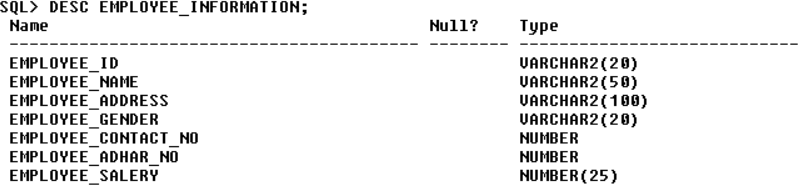 SQL> DESC EMPLOYEE_INFORMATION;
Name Null? Type
----------------------------------------- -------- ----------------------------
EMPLOYEE_ID VARCHAR2(20)
EMPLOYEE_NAME VARCHAR2(50)
EMPLOYEE_ADDRESS VARCHAR2(100)
EMPLOYEE_GENDER VARCHAR2(20)
EMPLOYEE_CONTACT_NO NUMBER
EMPLOYEE_ADHAR_NO NUMBER
EMPLOYEE_SALERY NUMBER(25)